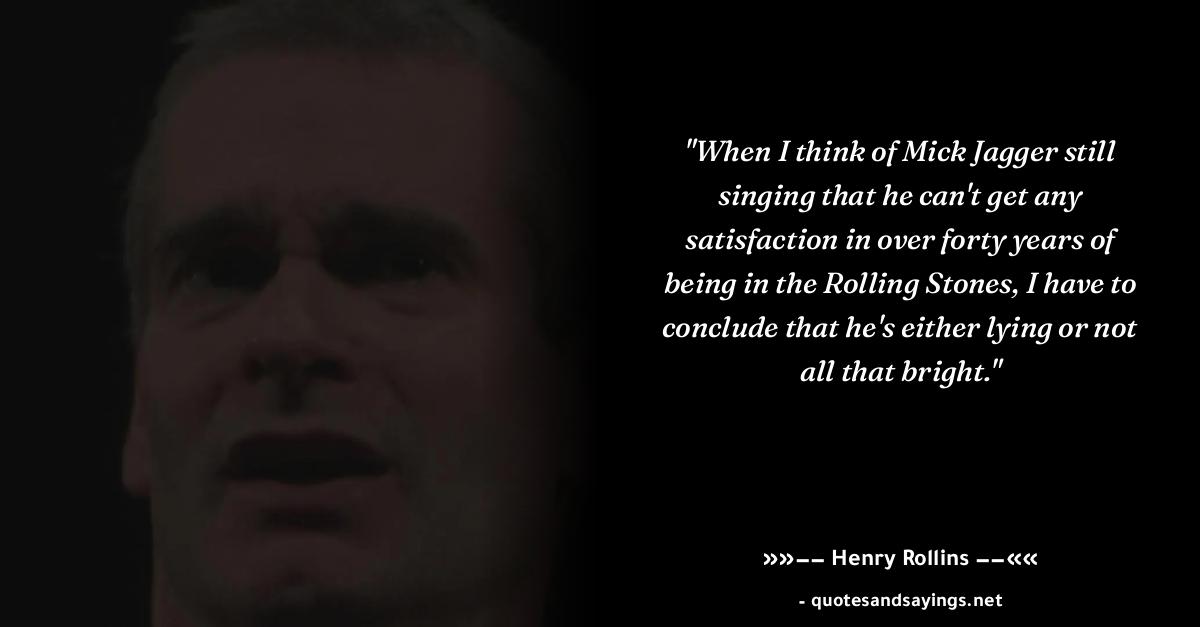 "When I think of Mick Jagger still
singing that he can't get any
satisfaction in over forty years of
being in the Rolling Stones, I have to
conclude that he's either lying or not
all that bright."
»»−− Henry Rollins −−««
- quotesandsayings.net